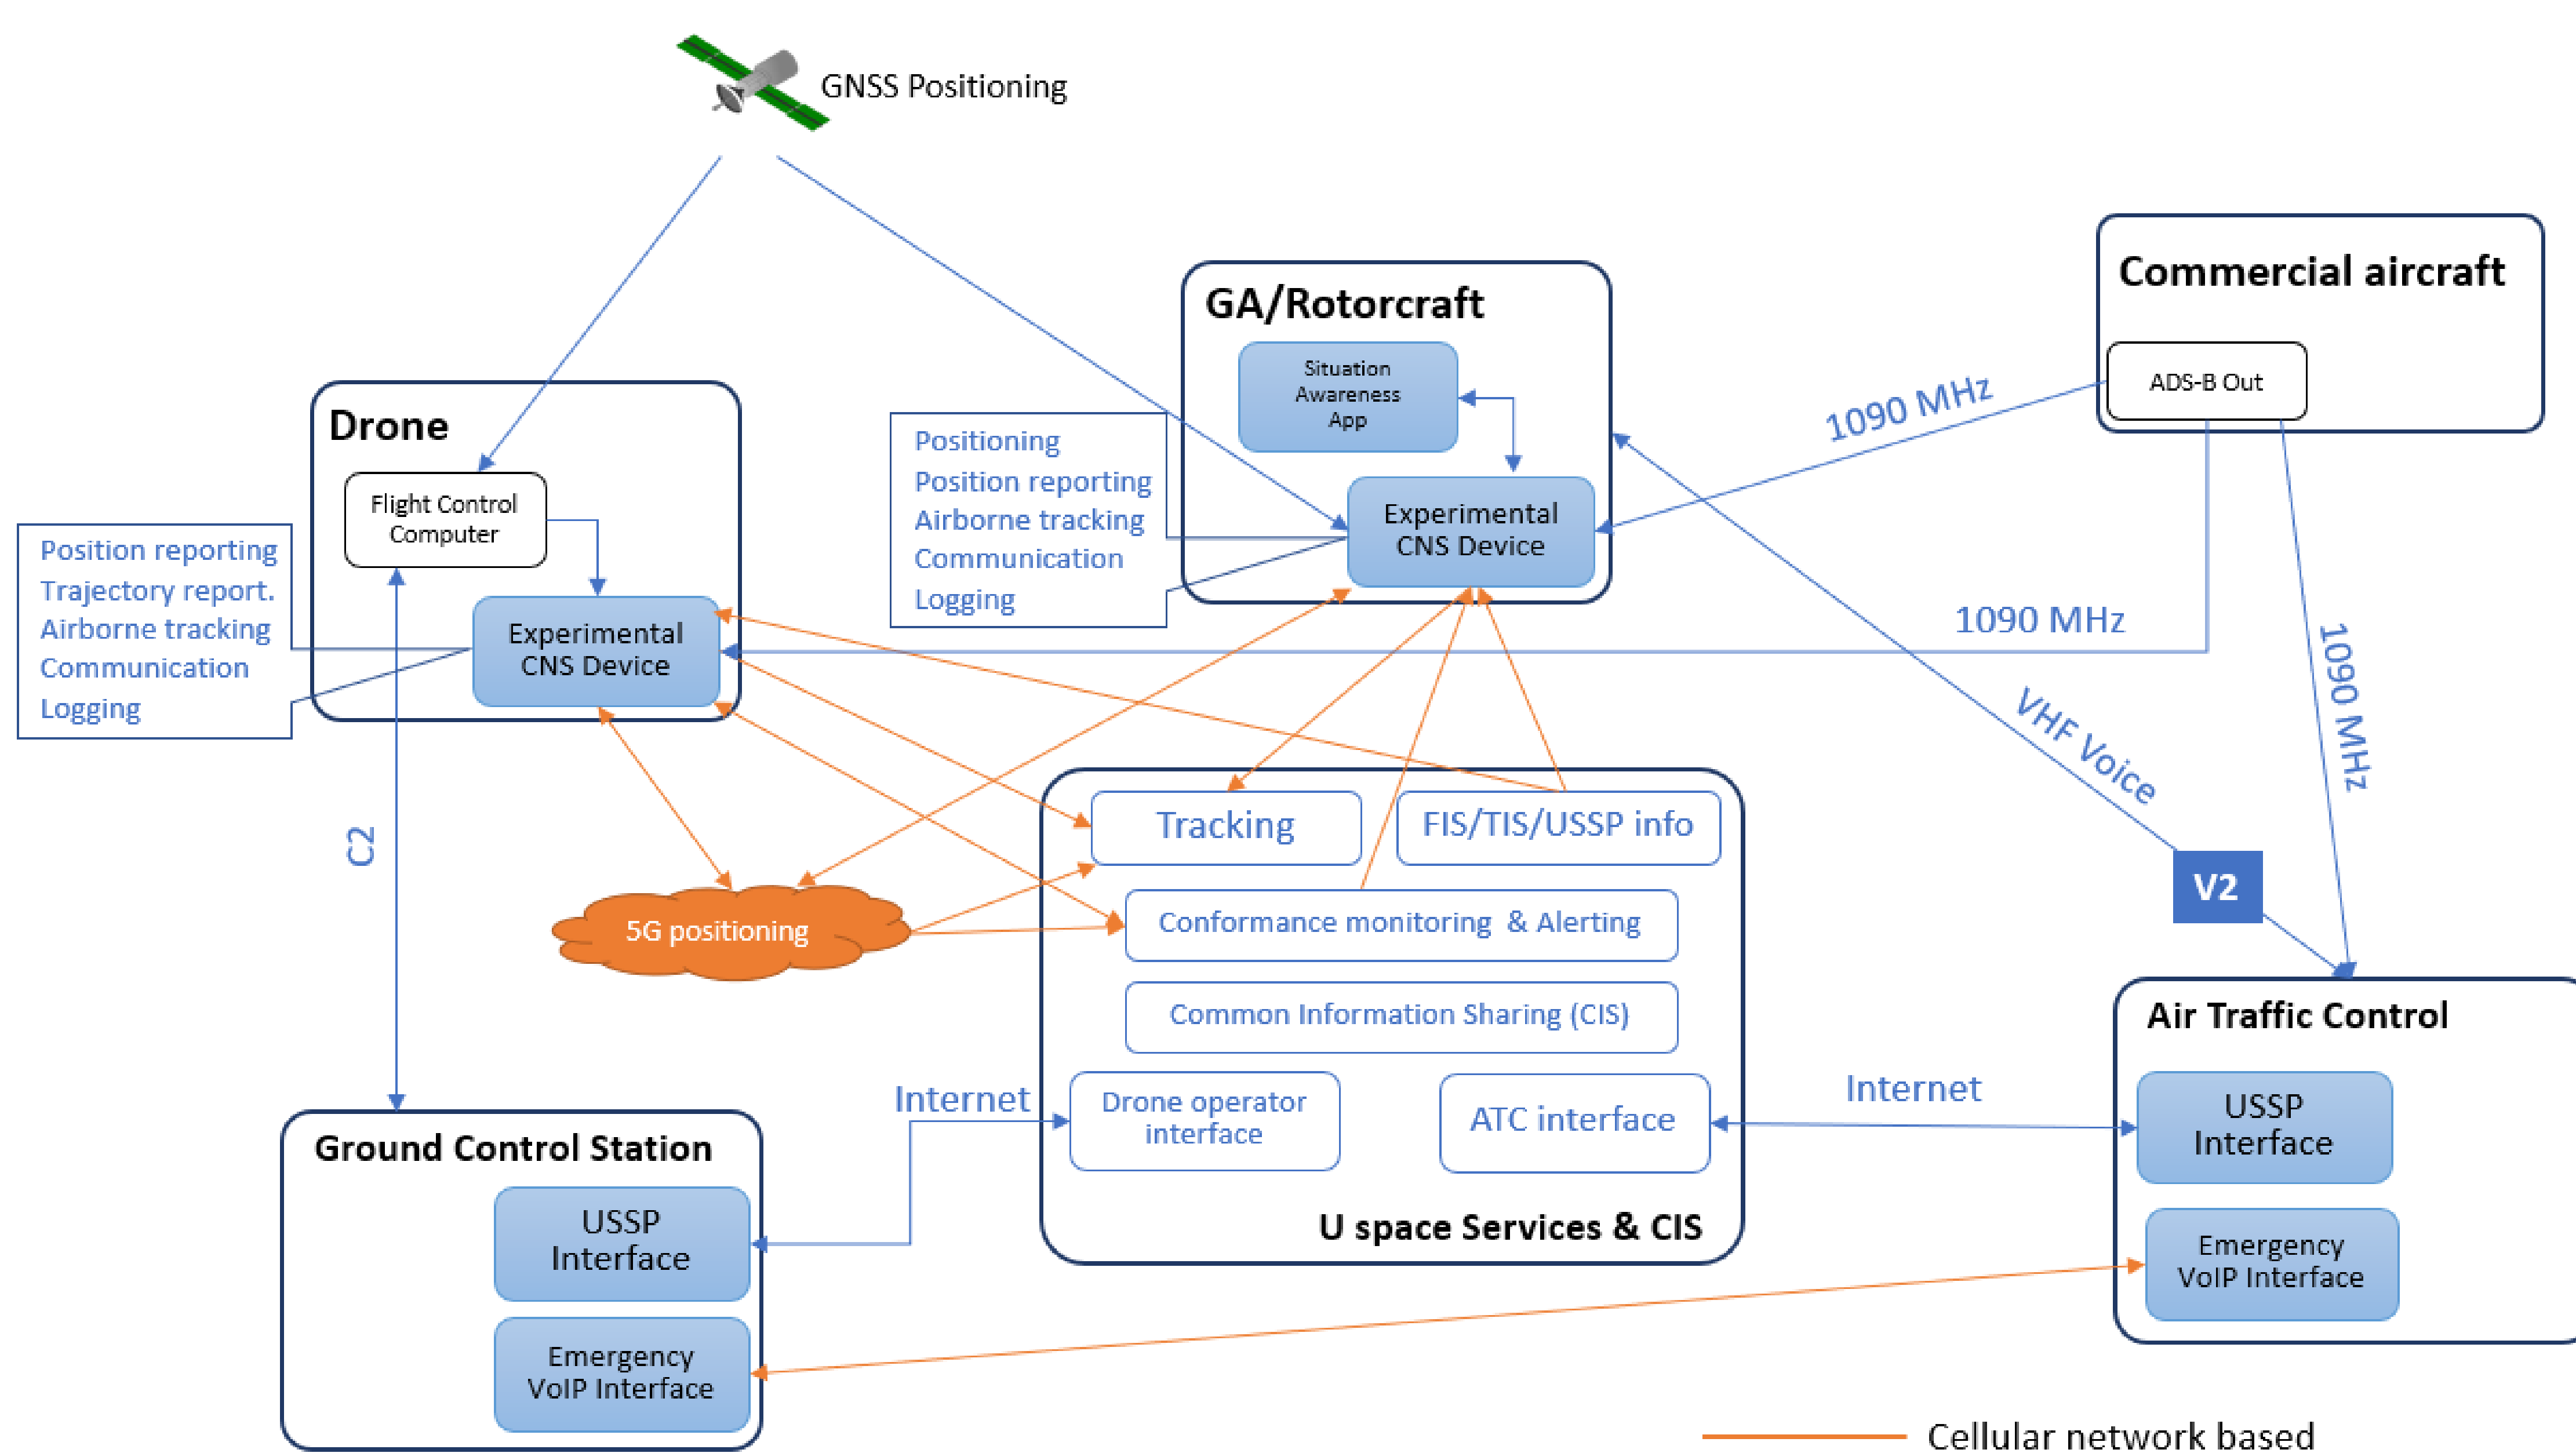 GNSS Positioning
Commercial aircraft
ADS-B Out
GA/Rotorcraft
Situation
Awareness
App
Experimental
CNS Device
Positioning
Position reporting
Airborne tracking
Communication
Logging
1090 MHz
Drone
Flight Control
Computer
Experimental
CNS Device
Position reporting
Trajectory report.
Airborne tracking
Communication
Logging
1090 MHz
1090 MHz
VHF Voice
V2
C2
5G positioning
Tracking
FIS/TIS/USSP info
Conformance monitoring & Alerting
Common Information Sharing (CIS)
Drone operator
interface
ATC interface
U space Services & CIS
Internet
Internet
Air Traffic Control
USSP
Interface
Emergency
VoIP Interface
Ground Control Station
USSP
Interface
Emergency
VoIP Interface
Cellular network based